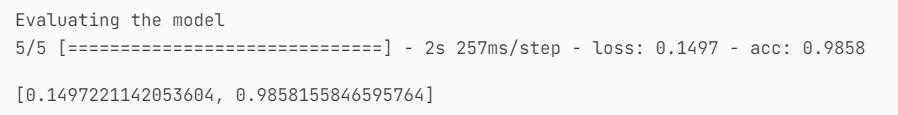 Evaluating the model
5/5 [==============================] - 2s 257ms/step - loss: 0.1497 - acc: 0.9858
[0.1497221142053604, 0.9858155846595764]